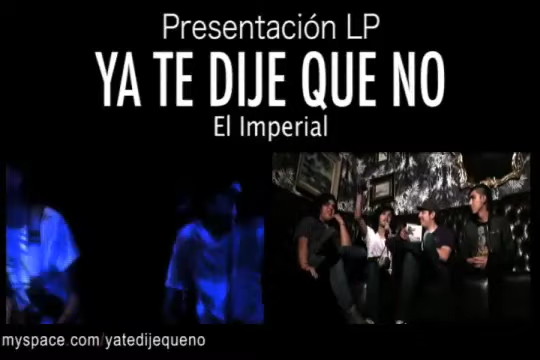 Presentación LP
YA TE DIJE QUE NO
El Imperial
myspace.com/yatedijequeno